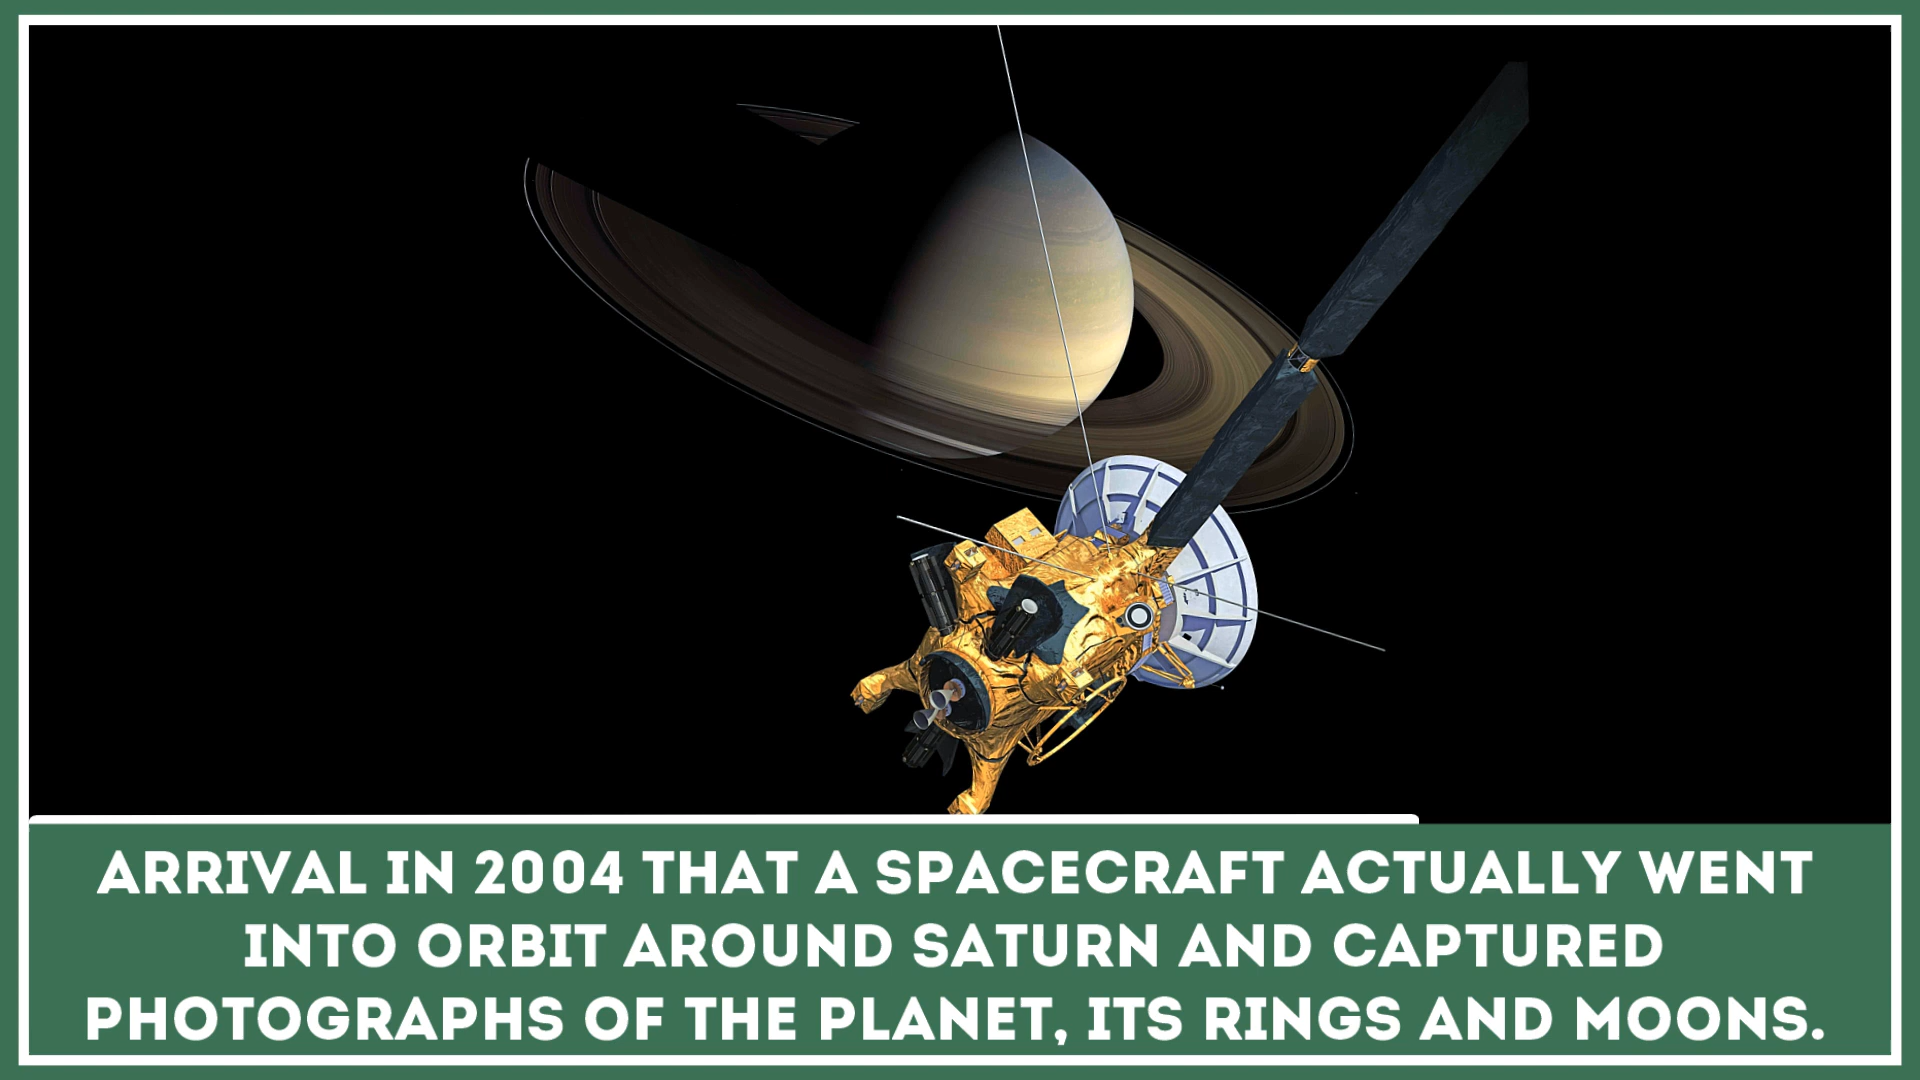 ARRIVAL IN 2004 THAT A SPACECRAFT ACTUALLY WENT
INTO ORBIT AROUND SATURN AND CAPTURED
PHOTOGRAPHS OF THE PLANET, ITS RINGS AND MOONS.